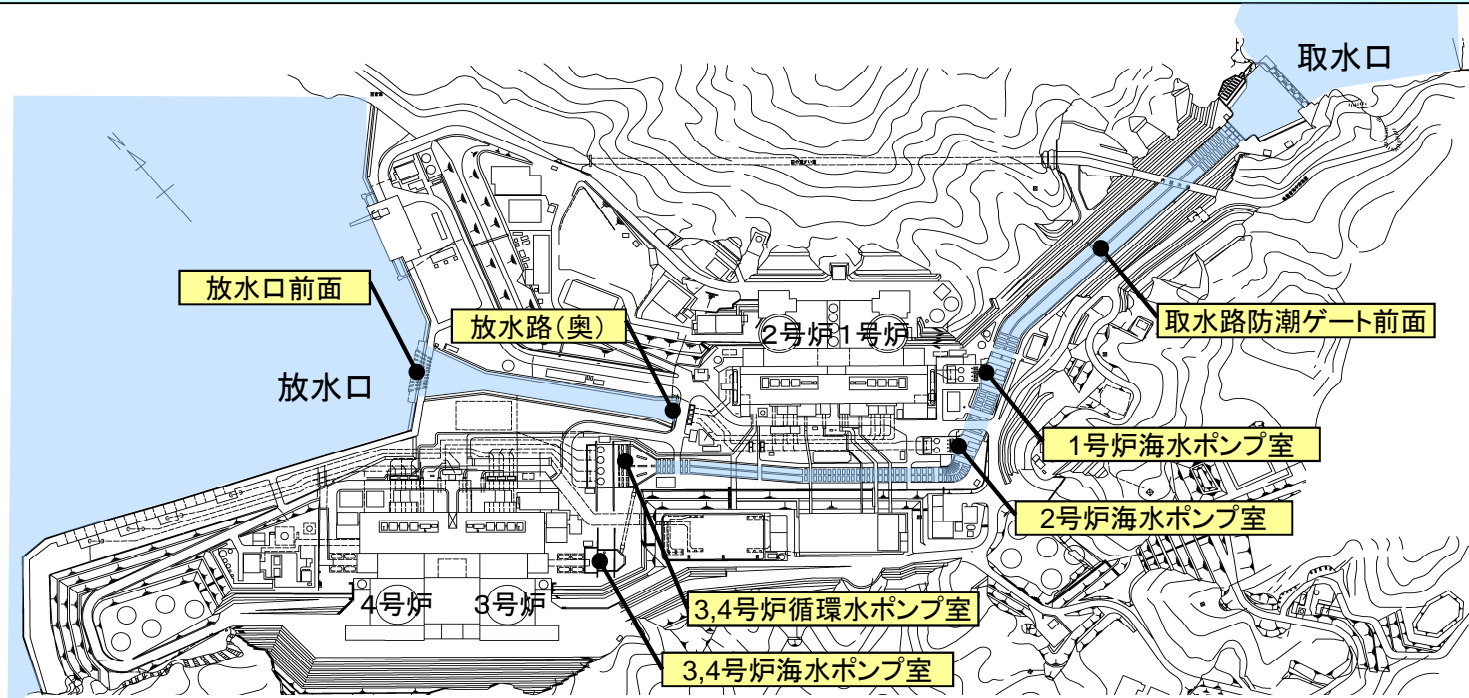 取水口
放水口前面
放水路(奥)
2号炉
1号炉
取水路防潮ゲート前面
放水口
1号炉海水ポンプ室
2号炉海水ポンプ室
4号炉
3号炉
3,4号炉循環水ポンプ室
3,4号炉海水ポンプ室